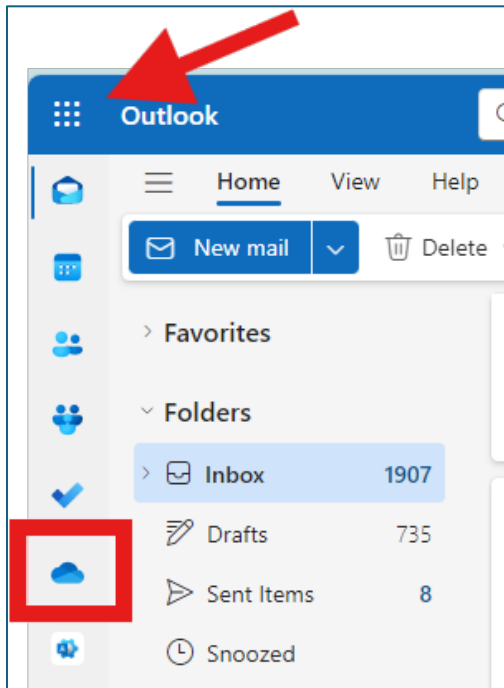 Outlook
Home View Help
New mail Delete
Favorites
Folders
Inbox 1907
Drafts 735
Sent Items 8
Snoozed